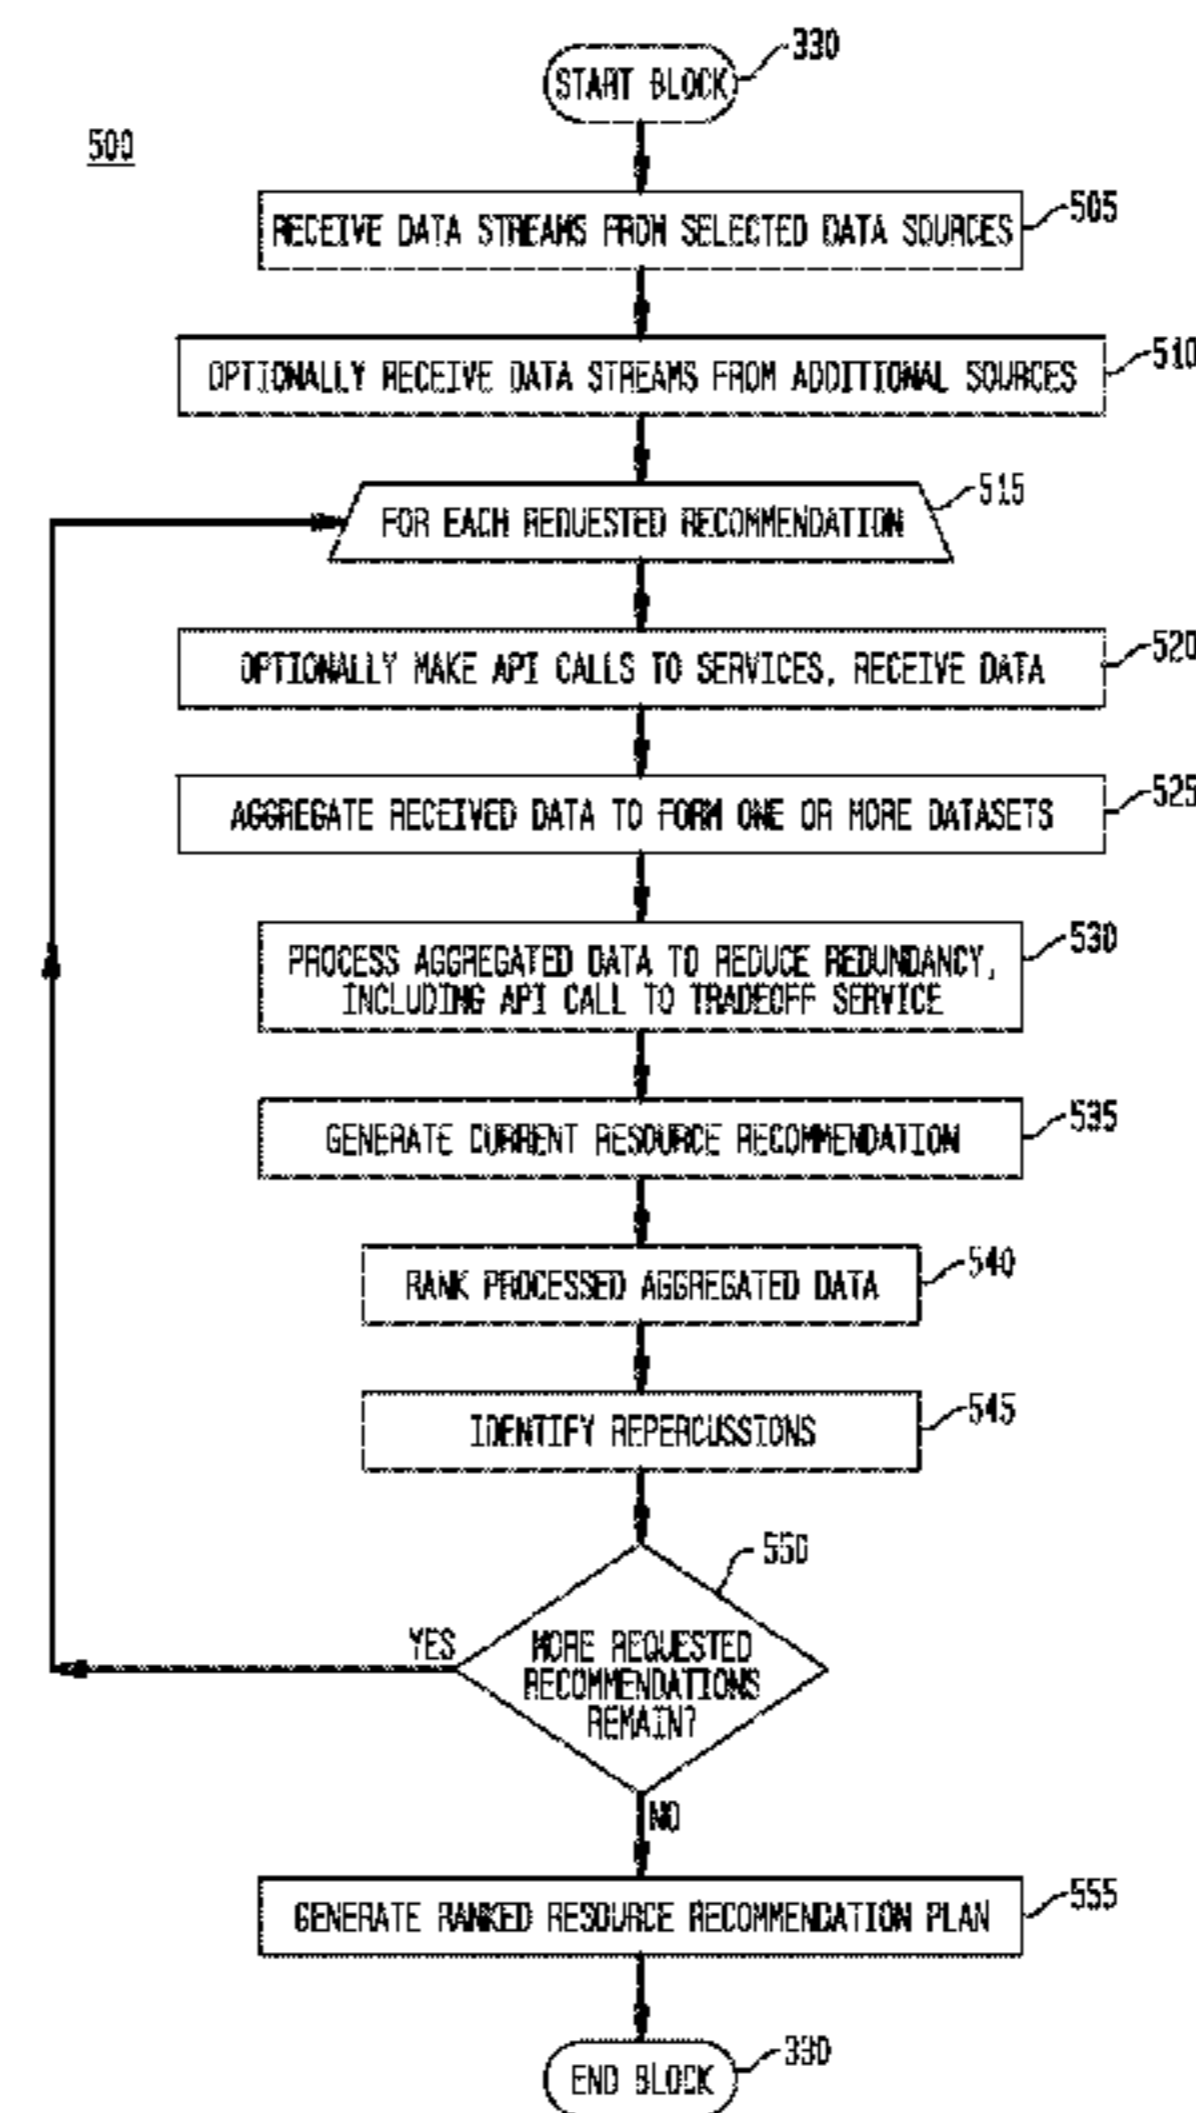 330
START BLOCK
500
505
RECEIVE DATA STREAMS FROM SELECTED DATA SOURCES
510
OPTIONALLY RECEIVE DATA STREAMS FROM ADDITIONAL SOURCES
515
FOR EACH REQUESTED RECOMMENDATION
520
OPTIONALLY MAKE API CALLS TO SERVICES, RECEIVE DATA
525
AGGREGATE RECEIVED DATA TO FORM ONE OR MORE DATASETS
530
PROCESS AGGREGATED DATA TO REDUCE REDUNDANCY,
INCLUDING API CALL TO TRADEOFF SERVICE
535
GENERATE CURRENT RESOURCE RECOMMENDATION
540
RANK PROCESSED AGGREGATED DATA
545
IDENTIFY REPERCUSSIONS
550
YES
MORE REQUESTED
RECOMMENDATIONS
REMAIN?
NO
555
GENERATE RANKED RESOURCE RECOMMENDATION PLAN
330
END BLOCK